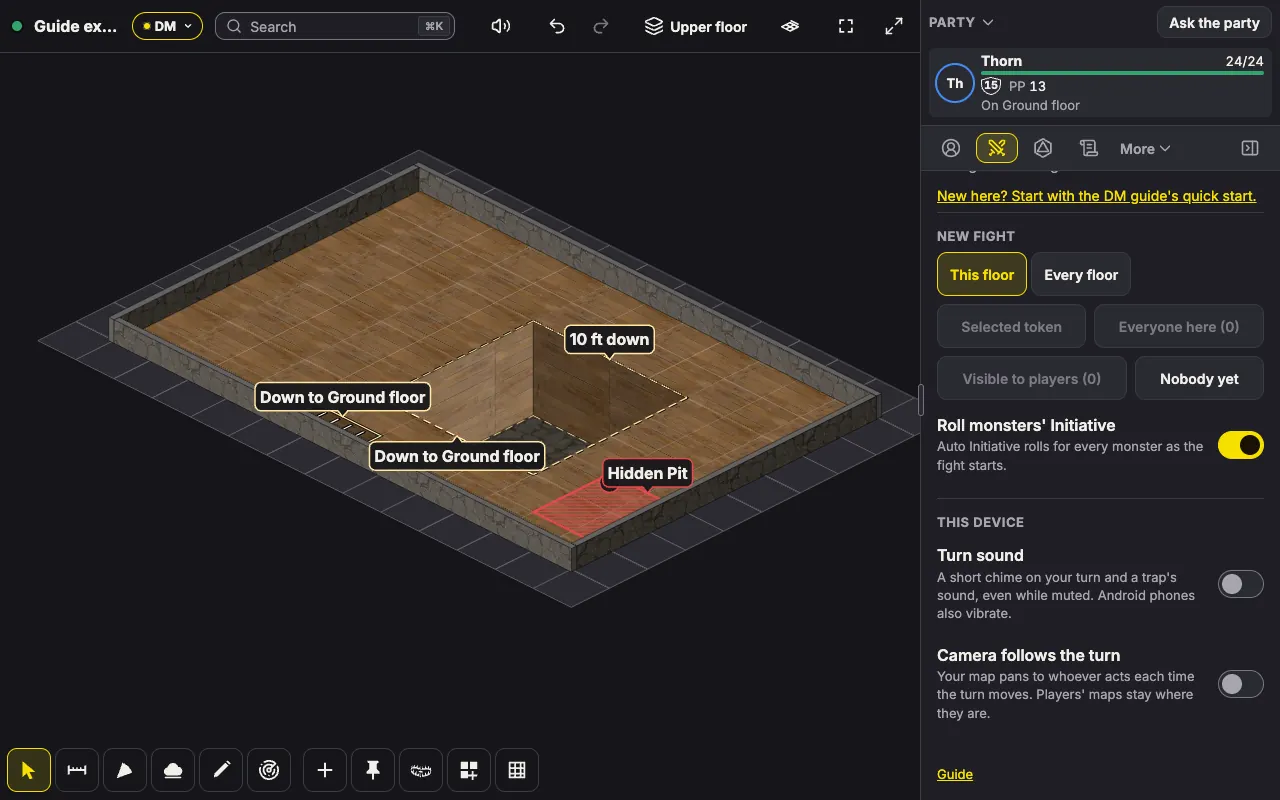 Guide ex...
DM
Search
⌘K
Upper floor
PARTY
Ask the party
Th
Thorn
24/24
15
PP 13
On Ground floor
More
New here? Start with the DM guide's quick start.
NEW FIGHT
This floor
Every floor
Selected token
Everyone here (0)
Visible to players (0)
Nobody yet
Roll monsters' Initiative
Auto Initiative rolls for every monster as the
fight starts.
THIS DEVICE
Turn sound
A short chime on your turn and a trap's
sound, even while muted. Android phones
also vibrate.
Camera follows the turn
Your map pans to whoever acts each time
the turn moves. Players' maps stay where
they are.
Guide
10 ft down
Down to Ground floor
Down to Ground floor
Hidden Pit